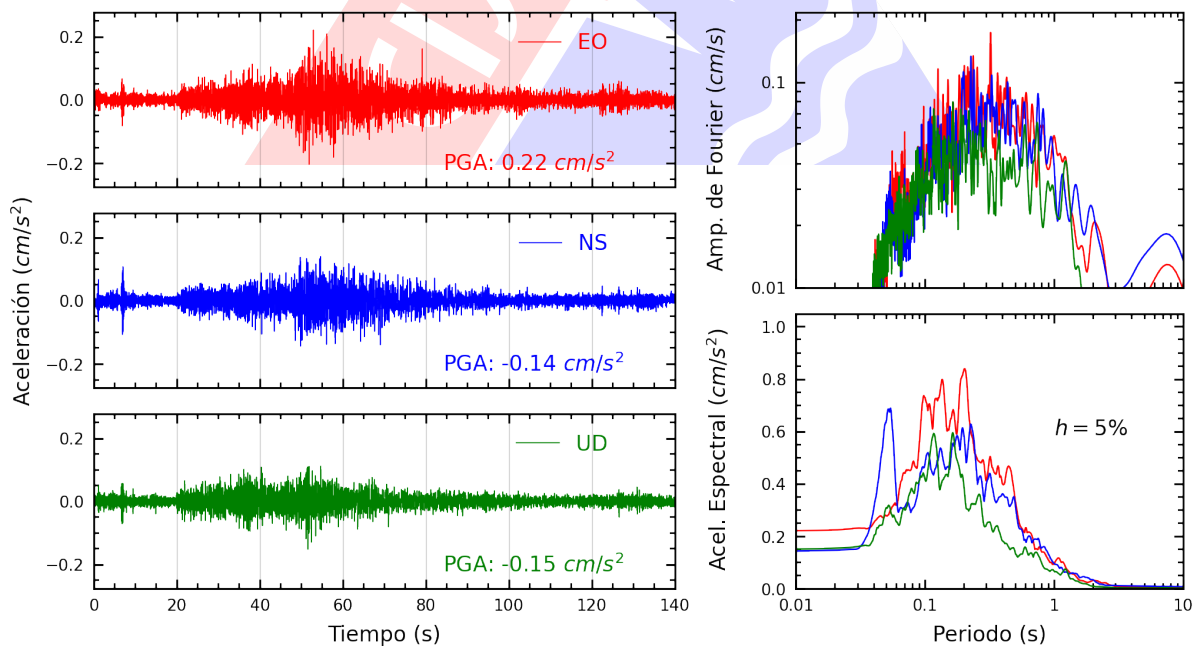 Aceleración (cm/s²)
0.2
0.0
−0.2
EO
PGA: 0.22 cm/s²
0.2
0.0
−0.2
NS
PGA: -0.14 cm/s²
0.2
0.0
−0.2
UD
PGA: -0.15 cm/s²
0 20 40 60 80 100 120 140
Tiempo (s)
Amp. de Fourier (cm/s)
0.1
0.01
Acel. Espectral (cm/s²)
1.0
0.8
0.6
0.4
0.2
0.0
h = 5%
0.01 0.1 1 10
Periodo (s)